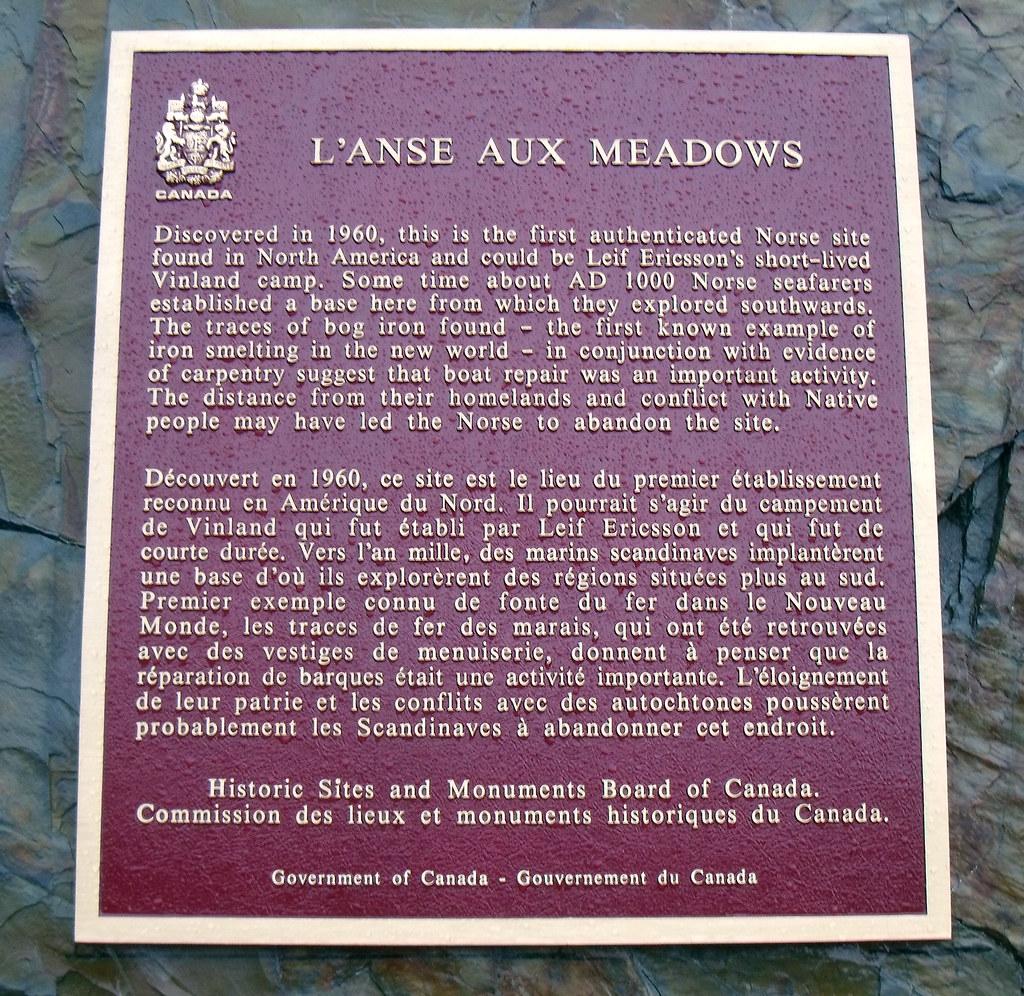 CANADA
L'ANSE AUX MEADOWS
Discovered in 1960, this is the first authenticated Norse site
found in North America and could be Leif Ericsson's short-lived
Vinland camp. Some time about AD 1000 Norse seafarers
established a base here from which they explored southwards.
The traces of bog iron found – the first known example of
iron smelting in the new world – in conjunction with evidence
of carpentry suggest that boat repair was an important activity.
The distance from their homelands and conflict with Native
people may have led the Norse to abandon the site.
Découvert en 1960, ce site est le lieu du premier établissement
reconnu en Amérique du Nord. Il pourrait s'agir du campement
de Vinland qui fut établi par Leif Ericsson et qui fut de
courte durée. Vers l'an mille, des marins scandinaves implantèrent
une base d'où ils explorèrent des régions situées plus au sud.
Premier exemple connu de fonte du fer dans le Nouveau
Monde, les traces de fer des marais, qui ont été retrouvées
avec des vestiges de menuiserie, donnent à penser que la
réparation de barques était une activité importante. L'éloignement
de leur patrie et les conflits avec des autochtones poussèrent
probablement les Scandinaves à abandonner cet endroit.
Historic Sites and Monuments Board of Canada.
Commission des lieux et monuments historiques du Canada.
Government of Canada - Gouvernement du Canada